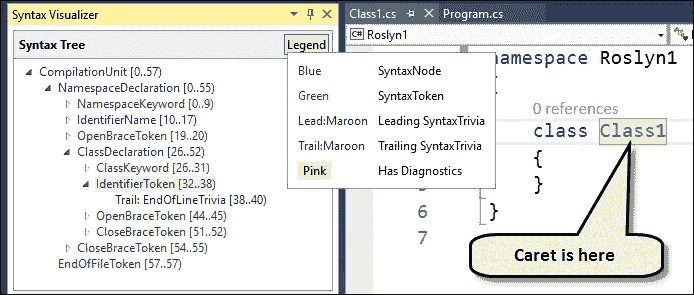 Syntax Visualizer
Syntax Tree
Legend
CompilationUnit [0..57)
NamespaceDeclaration [0..55)
NamespaceKeyword [0..9)
IdentifierName [10..17)
OpenBraceToken [19..20)
ClassDeclaration [26..52)
ClassKeyword [26..31)
IdentifierToken [32..38)
Trail: EndOfLineTrivia [38..40)
OpenBraceToken [44..45)
CloseBraceToken [51..52)
CloseBraceToken [54..55)
EndOfFileToken [57..57)
Blue SyntaxNode
Green SyntaxToken
Lead:Maroon Leading SyntaxTrivia
Trail:Maroon Trailing SyntaxTrivia
Pink Has Diagnostics
Class1.cs Program.cs
C# Roslyn1
namespace Roslyn1
{
0 references
class Class1
{
5 }
6 }
7
Caret is here